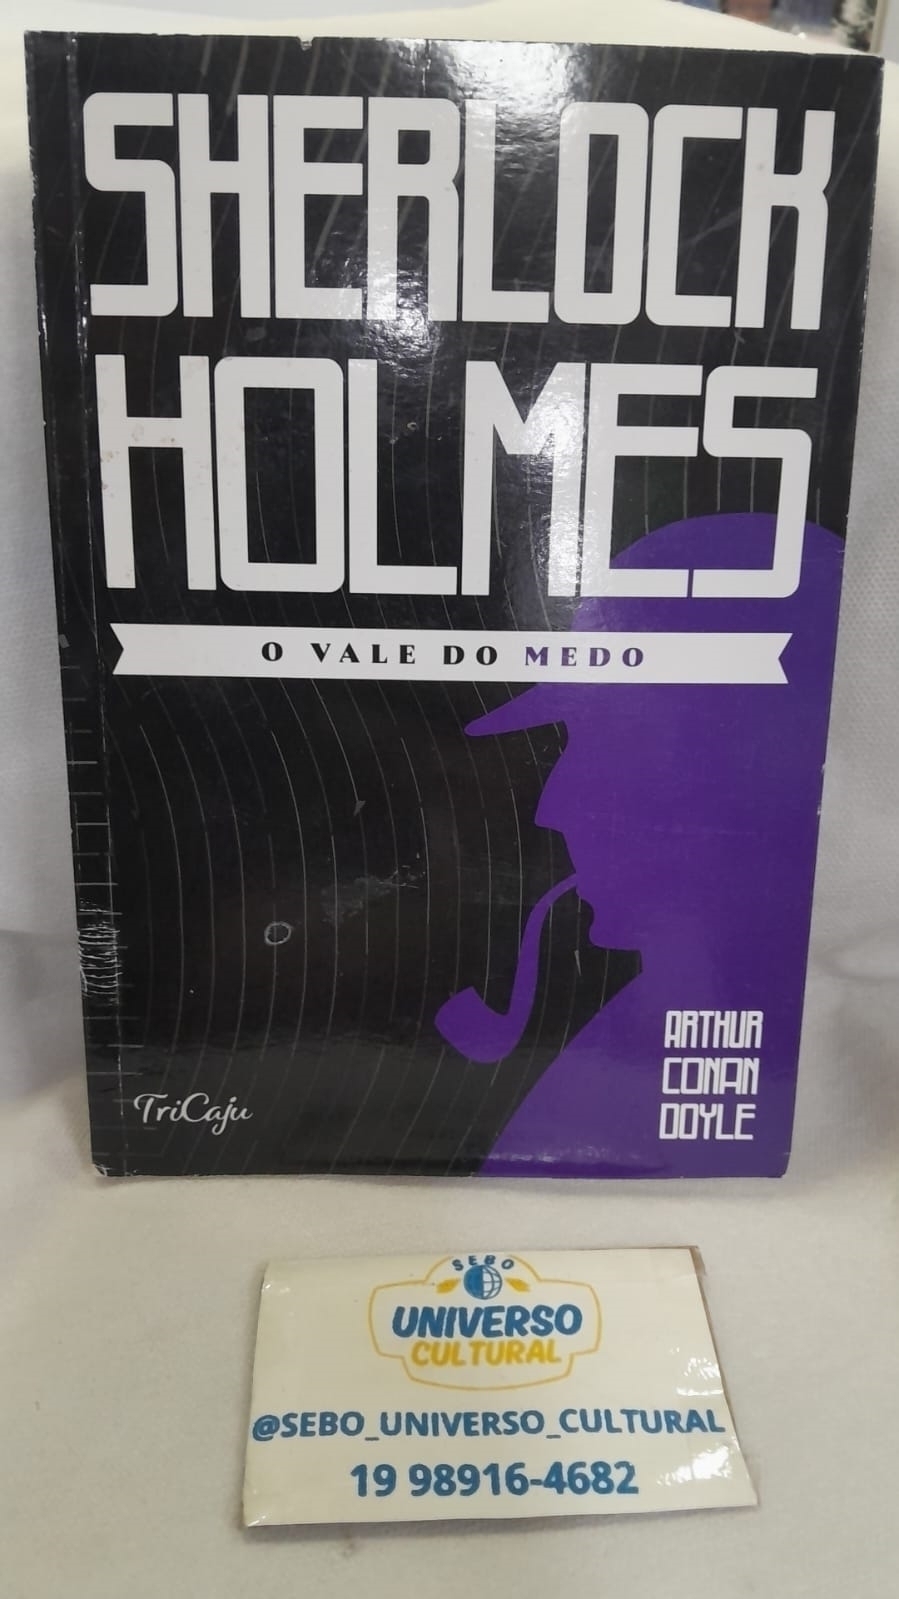 SHERLOCK
HOLMES
O VALE DO MEDO
ARTHUR
CONAN
DOYLE
TriCaju
SEBO
UNIVERSO
CULTURAL
@SEBO_UNIVERSO_CULTURAL
19 98916-4682